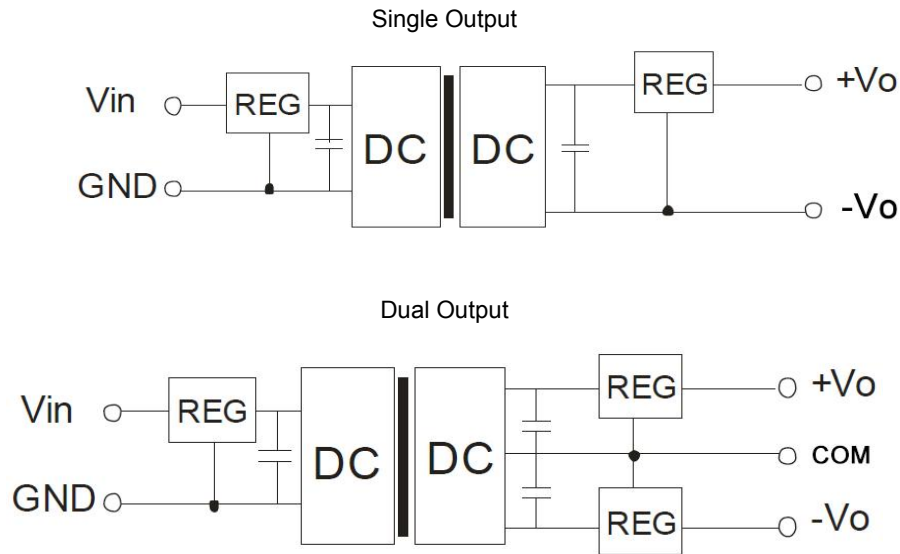 Single Output
Vin
REG
DC
DC
REG
+Vo
GND
-Vo
Dual Output
Vin
REG
DC
DC
REG
+Vo
COM
GND
REG
-Vo